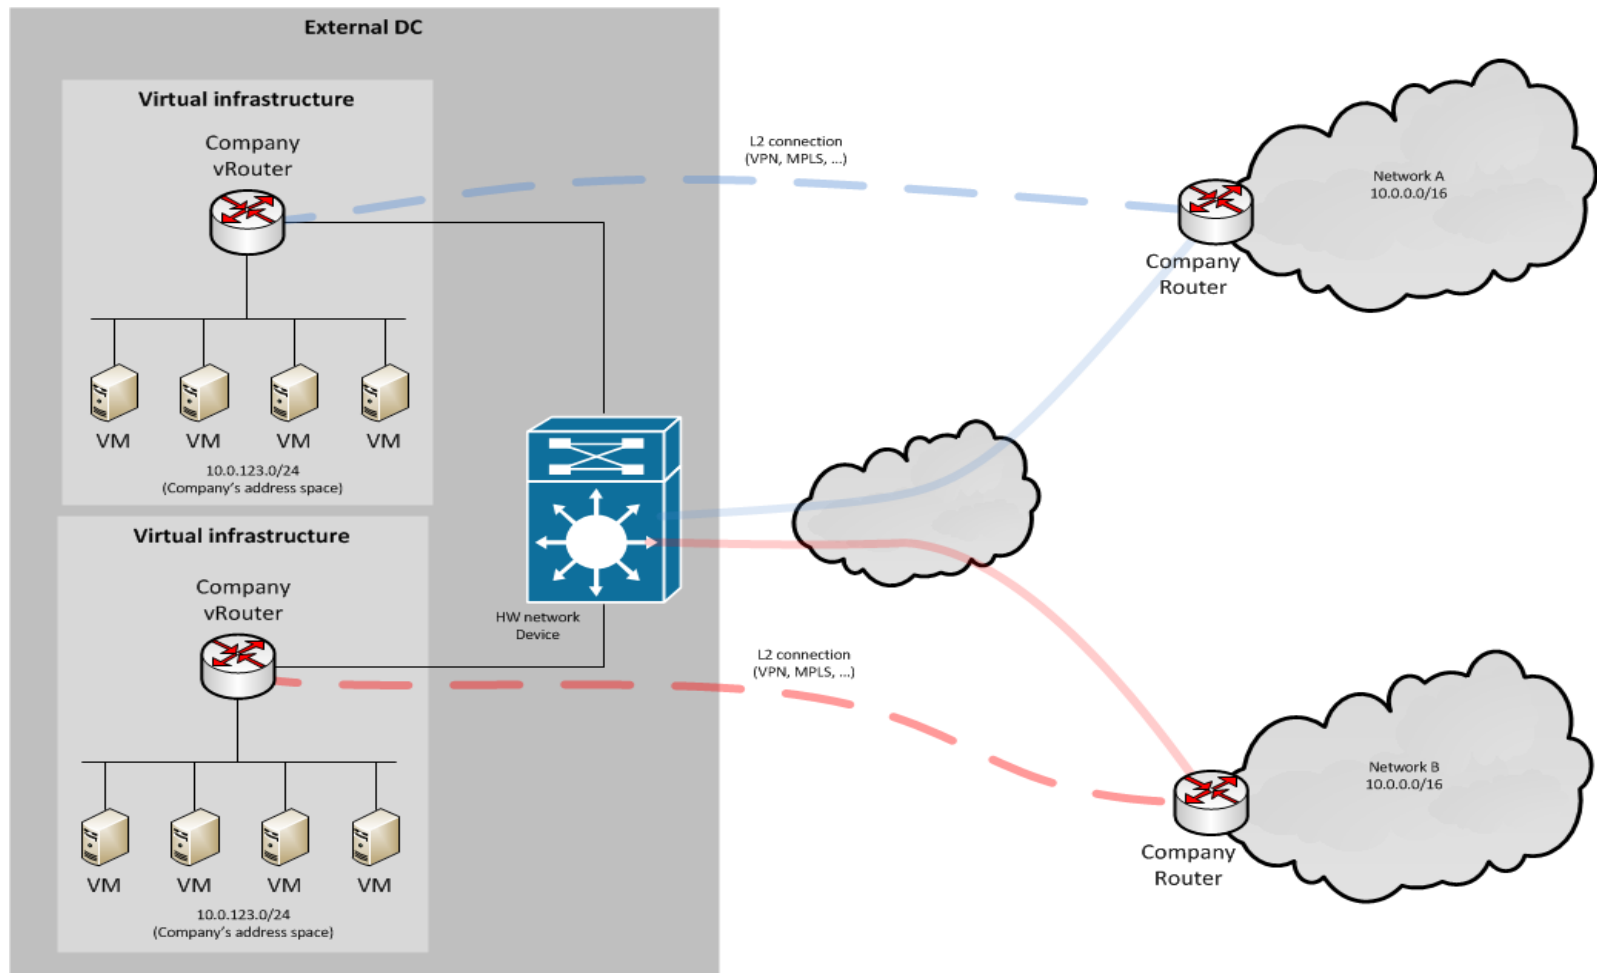 External DC
Virtual infrastructure
Company
vRouter
VM
VM
VM
VM
10.0.123.0/24
(Company's address space)
Virtual infrastructure
Company
vRouter
VM
VM
VM
VM
10.0.123.0/24
(Company's address space)
HW network
Device
L2 connection
(VPN, MPLS, ...)
L2 connection
(VPN, MPLS, ...)
Network A
10.0.0.0/16
Company
Router
Network B
10.0.0.0/16
Company
Router